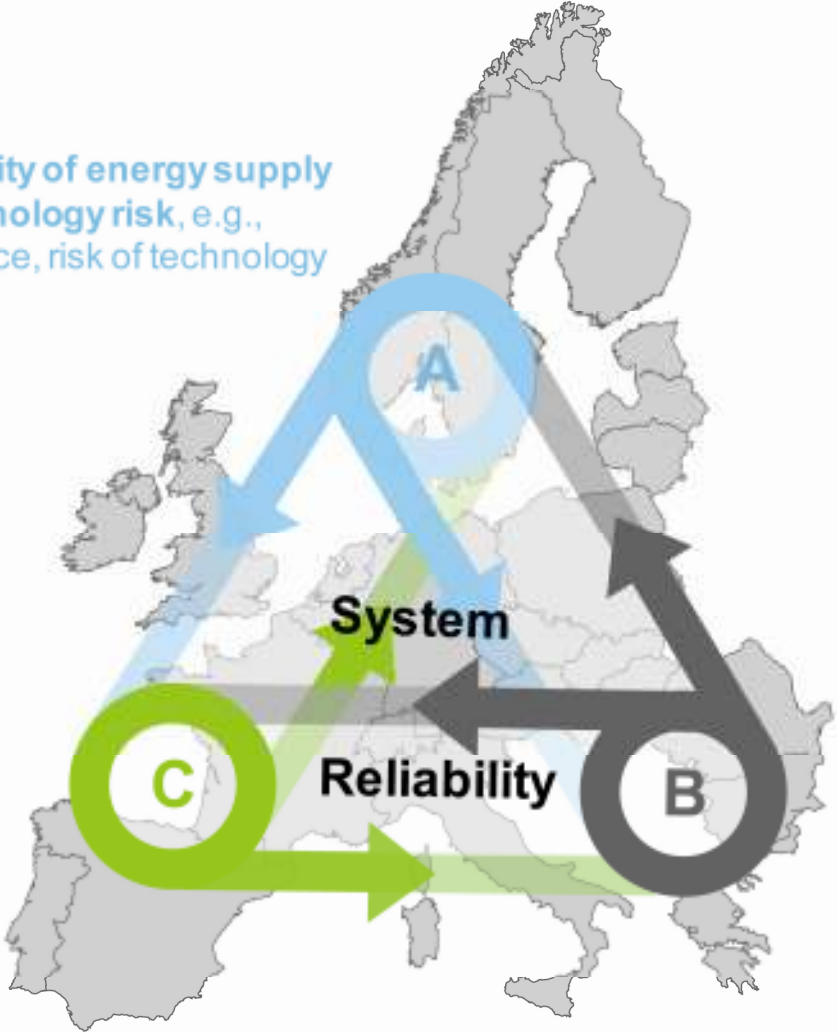 ity of energy supply
nology risk, e.g.,
ce, risk of technology
A
System
Reliability
C
B